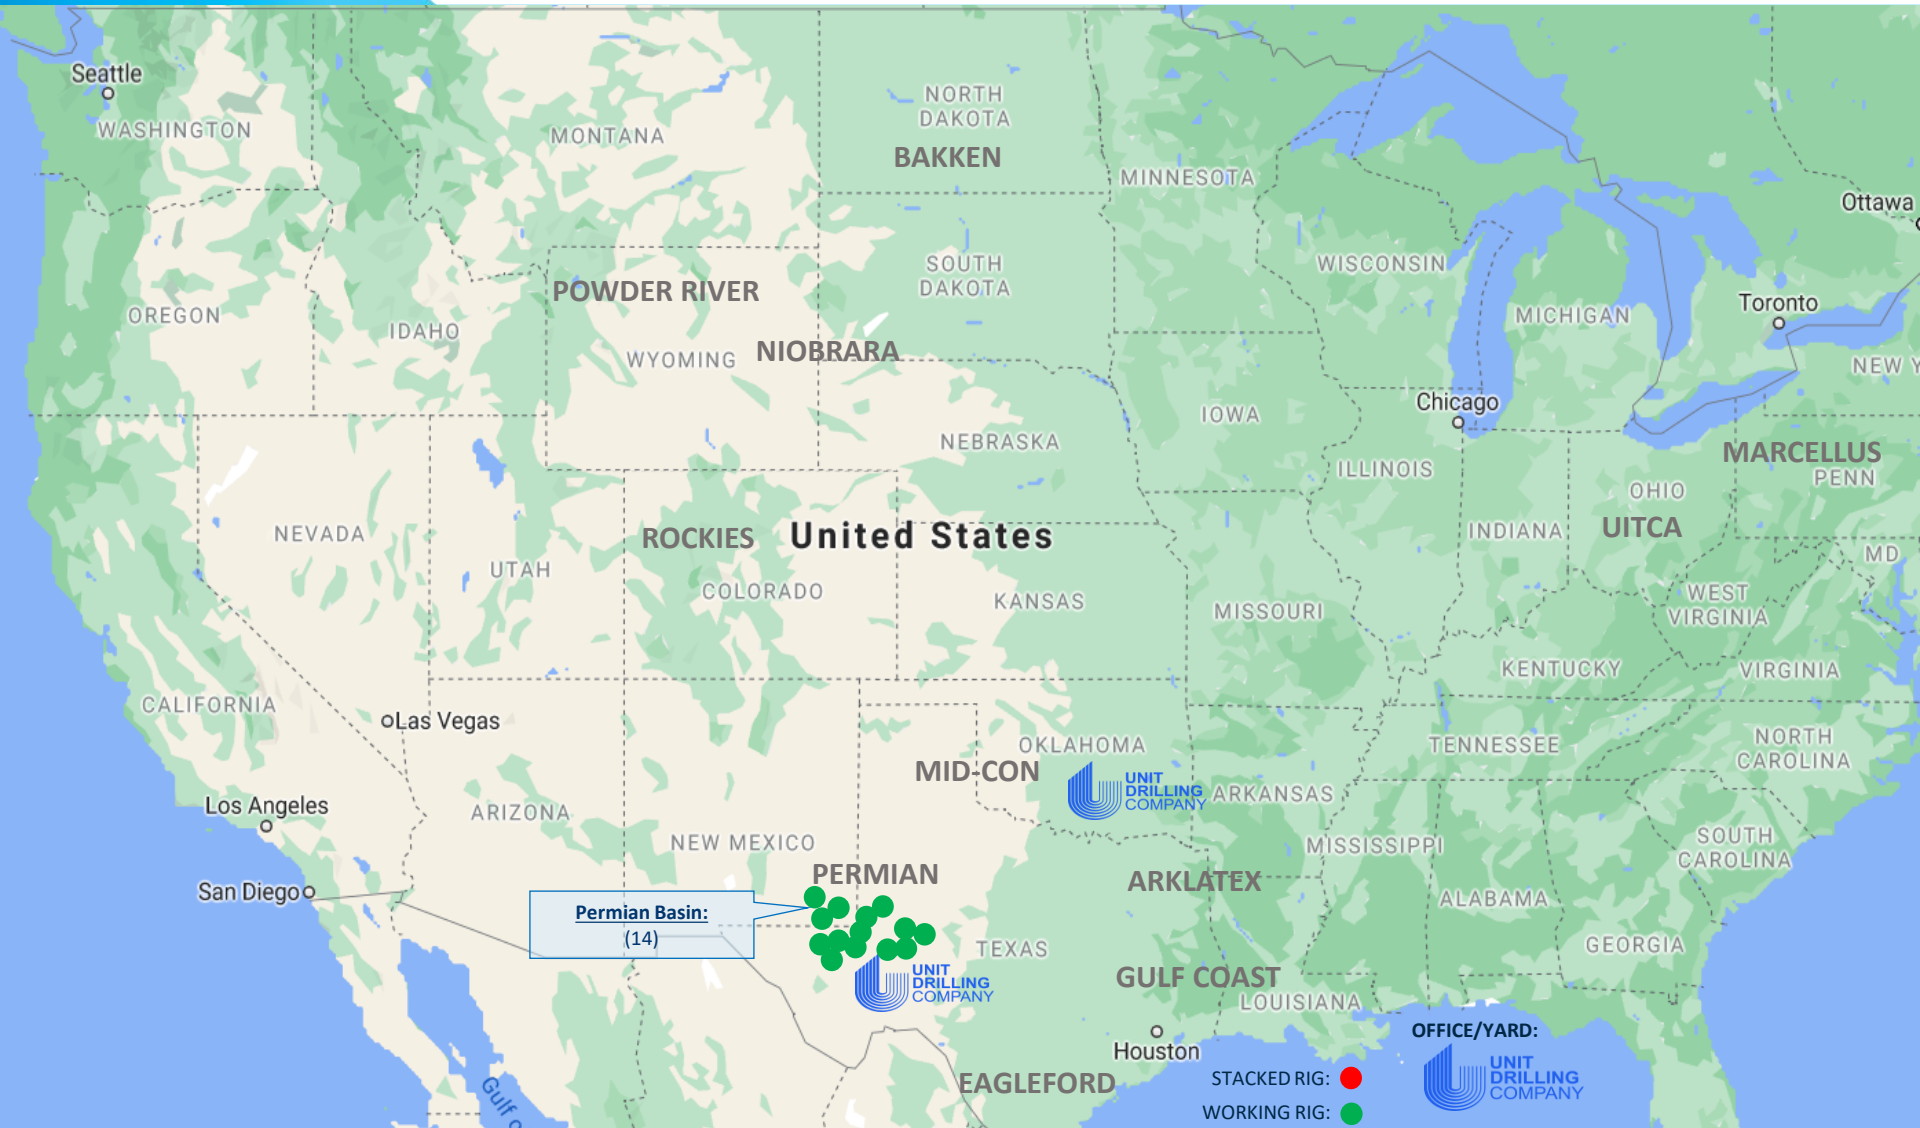 Seattle
WASHINGTON
MONTANA
NORTH
DAKOTA
BAKKEN
MINNESOTA
Ottawa
OREGON
IDAHO
POWDER RIVER
WYOMING
NIOBRARA
SOUTH
DAKOTA
WISCONSIN
MICHIGAN
Toronto
NEW Y
IOWA
Chicago
NEBRASKA
ILLINOIS
MARCELLUS
PENN
OHIO
UITCA
INDIANA
MD
NEVADA
UTAH
ROCKIES
United States
COLORADO
KANSAS
MISSOURI
WEST
VIRGINIA
KENTUCKY
VIRGINIA
CALIFORNIA
Las Vegas
OKLAHOMA
MID-CON
UNIT
DRILLING
COMPANY
ARKANSAS
TENNESSEE
NORTH
CAROLINA
Los Angeles
ARIZONA
NEW MEXICO
MISSISSIPPI
SOUTH
CAROLINA
San Diego
PERMIAN
ARKLATEX
ALABAMA
Permian Basin:
(14)
TEXAS
GEORGIA
UNIT
DRILLING
COMPANY
GULF COAST
LOUISIANA
Houston
EAGLEFORD
Gulf o
OFFICE/YARD:
UNIT
DRILLING
COMPANY
STACKED RIG:
WORKING RIG: